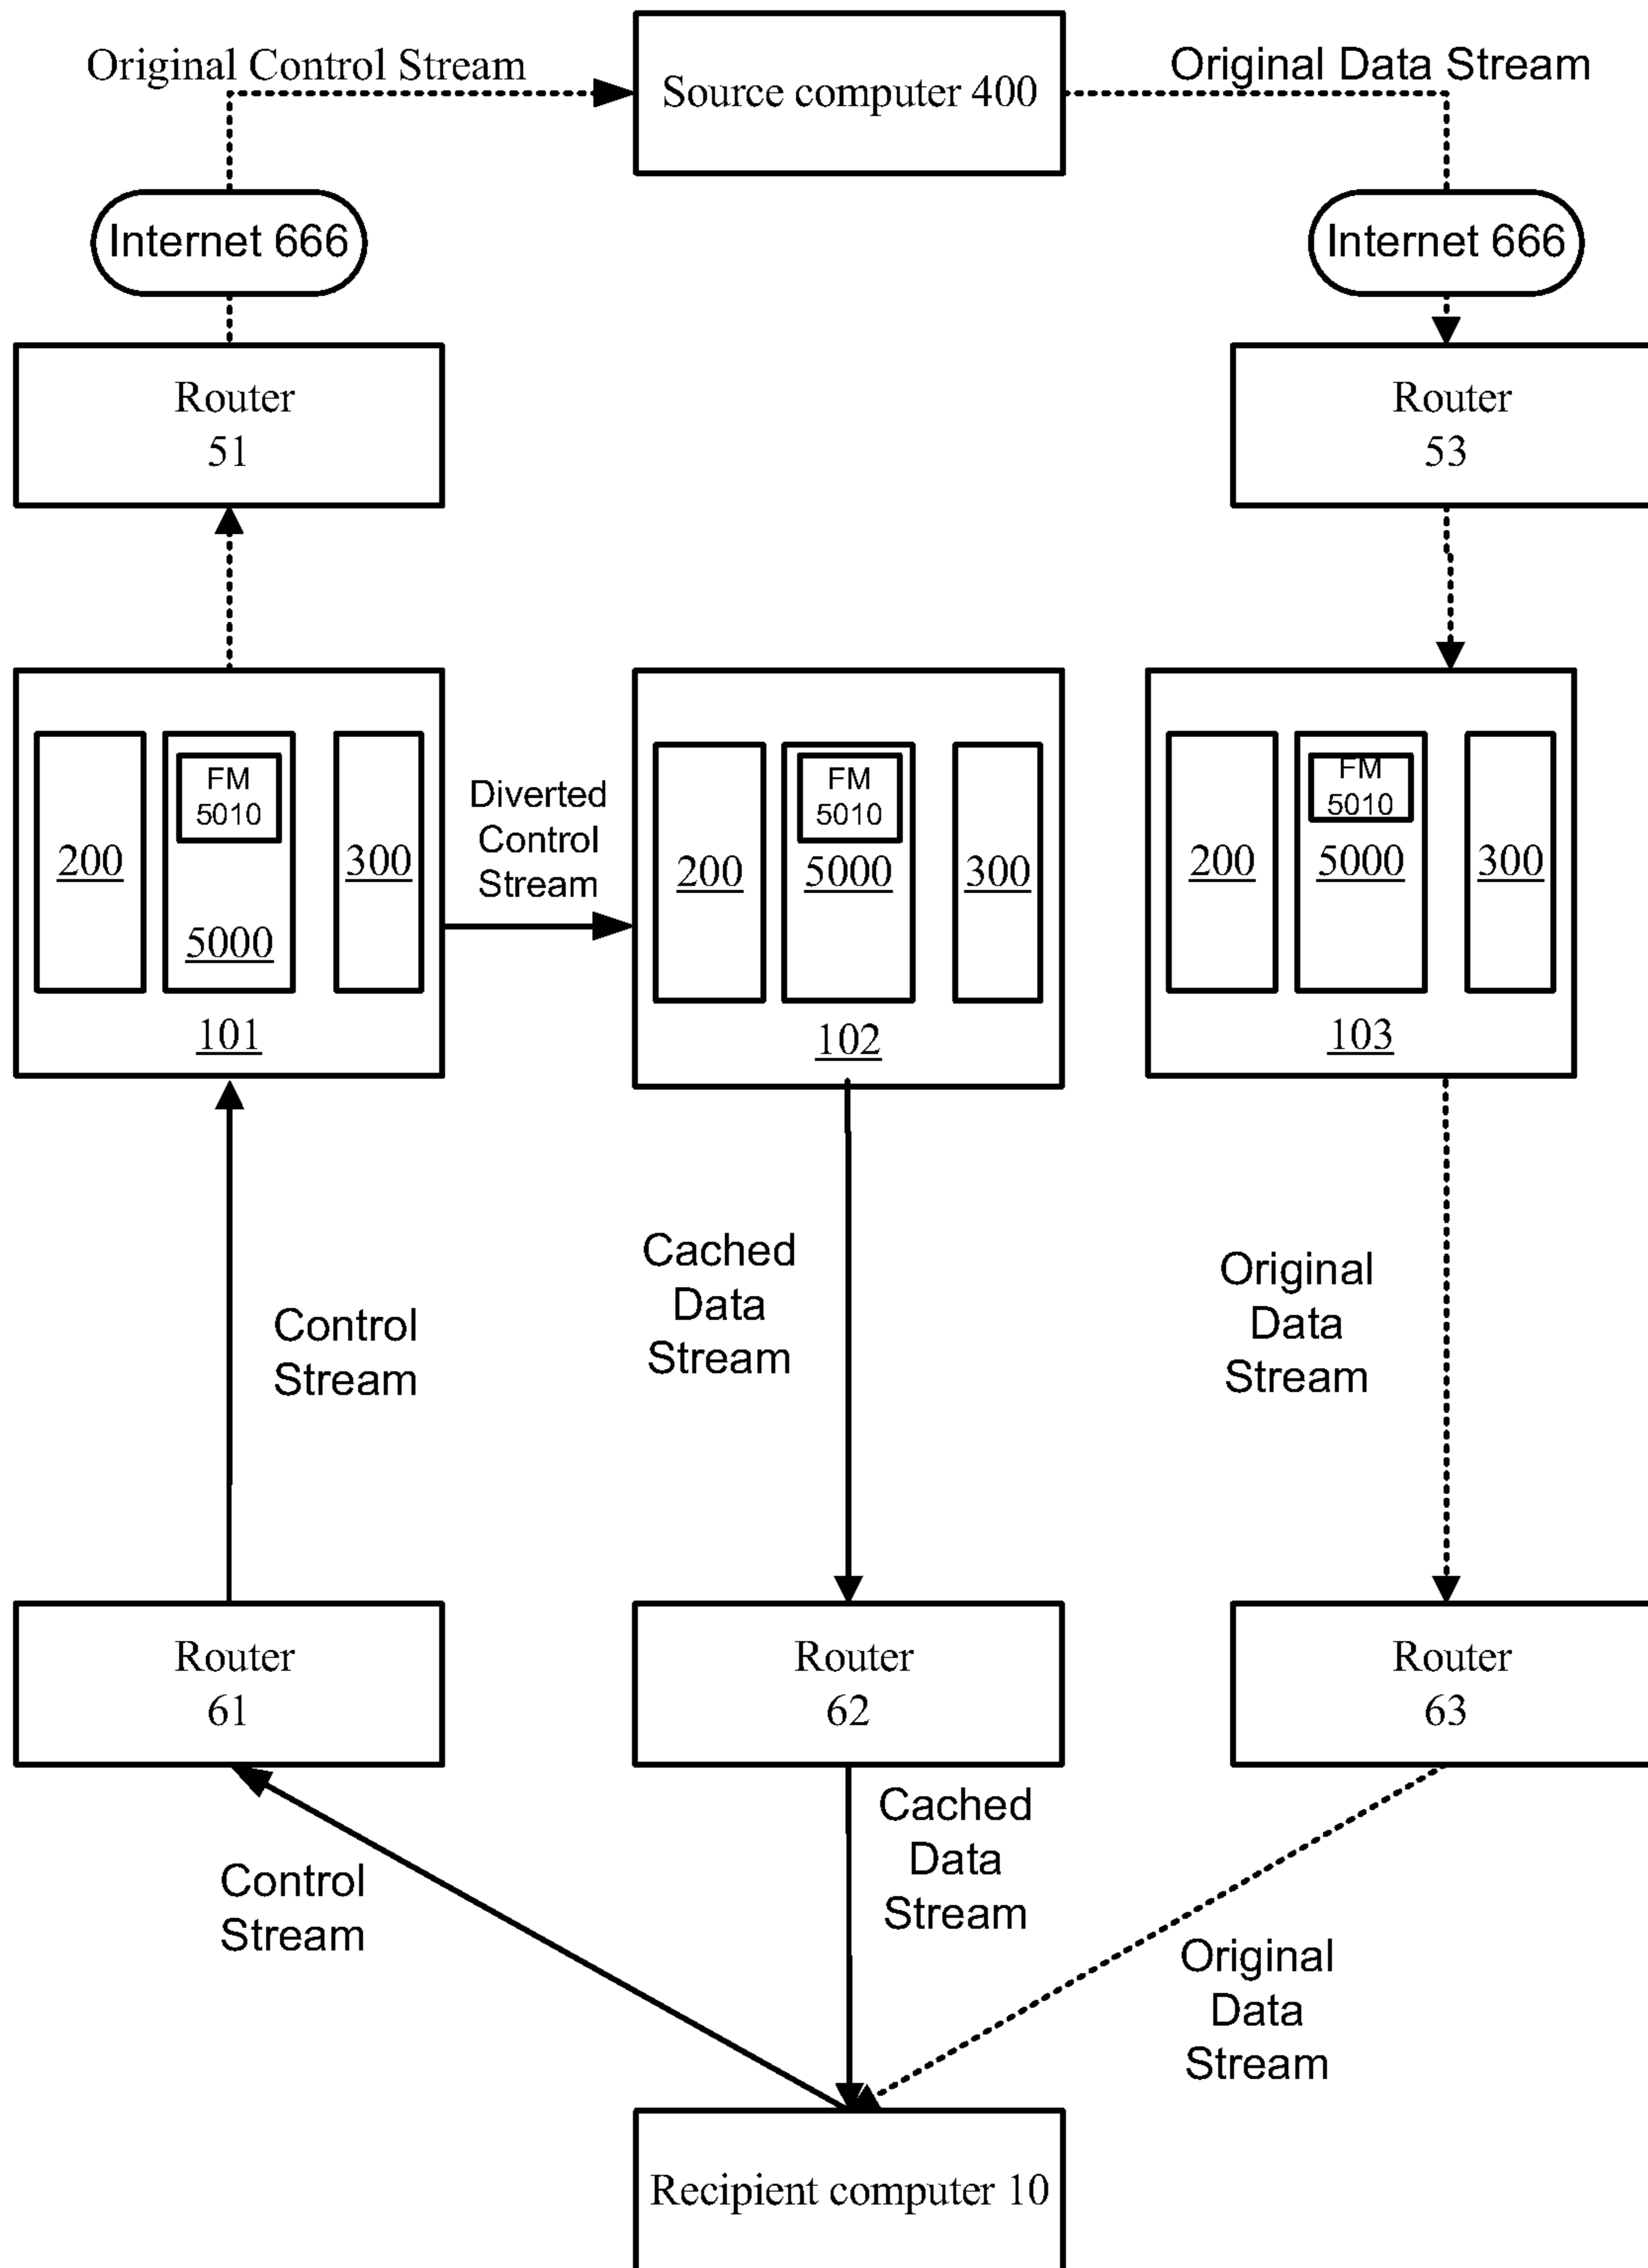 Original Control Stream
Source computer 400
Original Data Stream
Internet 666
Internet 666
Router
51
Router
53
200
FM
5010
5000
300
101
Diverted
Control
Stream
200
FM
5010
5000
300
102
200
FM
5010
5000
300
103
Control
Stream
Cached
Data
Stream
Original
Data
Stream
Router
61
Router
62
Router
63
Control
Stream
Cached
Data
Stream
Original
Data
Stream
Recipient computer 10